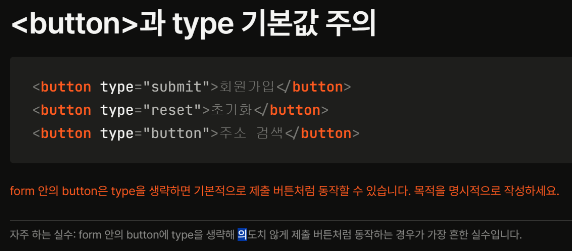 <button>과 type 기본값 주의
<button type="submit">회원가입</button>
<button type="reset">초기화</button>
<button type="button">주소 검색</button>
form 안의 button은 type을 생략하면 기본적으로 제출 버튼처럼 동작할 수 있습니다. 목적을 명시적으로 작성하세요.
자주 하는 실수: form 안의 button에 type을 생략해 의도치 않게 제출 버튼처럼 동작하는 경우가 가장 흔한 실수입니다.